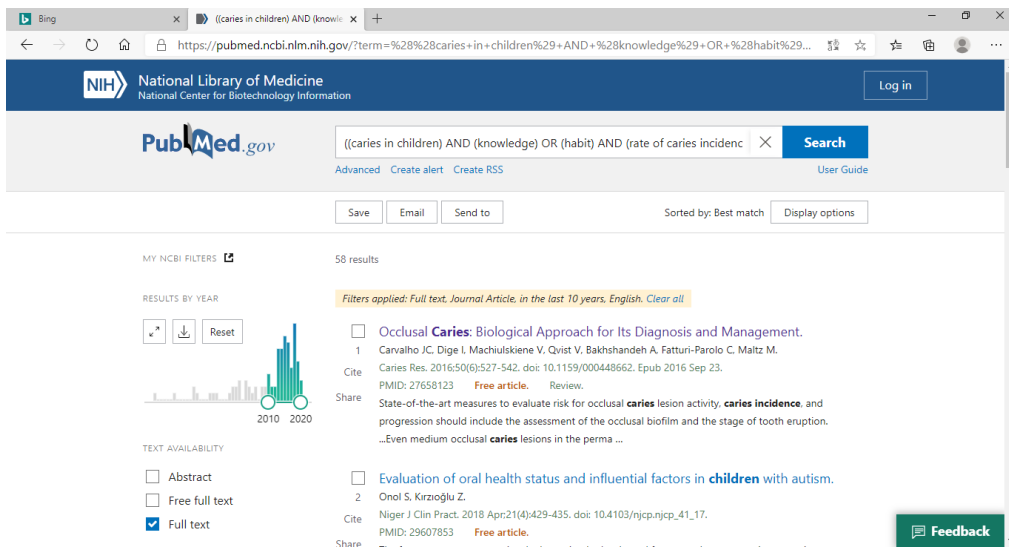 Bing
((caries in children) AND (knowle
https://pubmed.ncbi.nlm.nih.gov/?term=%28%28caries+in+children%29+AND+%28knowledge%29+OR+%28habit%29...
NIH
National Library of Medicine
National Center for Biotechnology Information
Log in
PubMed.gov
((caries in children) AND (knowledge) OR (habit) AND (rate of caries incidenc
Search
Advanced Create alert Create RSS
User Guide
Save Email Send to
Sorted by: Best match Display options
MY NCBI FILTERS
58 results
RESULTS BY YEAR
Filters applied: Full text, Journal Article, in the last 10 years, English. Clear all
Reset
2010 2020
Occlusal Caries: Biological Approach for Its Diagnosis and Management.
1
Carvalho JC, Dige I, Machiulskiene V, Qvist V, Bakhshandeh A, Fatturi-Parolo C, Maltz M.
Cite
Caries Res. 2016;50(6):527-542. doi: 10.1159/000448662. Epub 2016 Sep 23.
PMID: 27658123 Free article. Review.
Share
State-of-the-art measures to evaluate risk for occlusal caries lesion activity, caries incidence, and
progression should include the assessment of the occlusal biofilm and the stage of tooth eruption.
...Even medium occlusal caries lesions in the perma ...
TEXT AVAILABILITY
Abstract
Free full text
Full text
Evaluation of oral health status and influential factors in children with autism.
2
Onol S, Kırzıoğlu Z.
Cite
Niger J Clin Pract. 2018 Apr;21(4):429-435. doi: 10.4103/njcp.njcp_41_17.
PMID: 29607853 Free article.
Share
Feedback